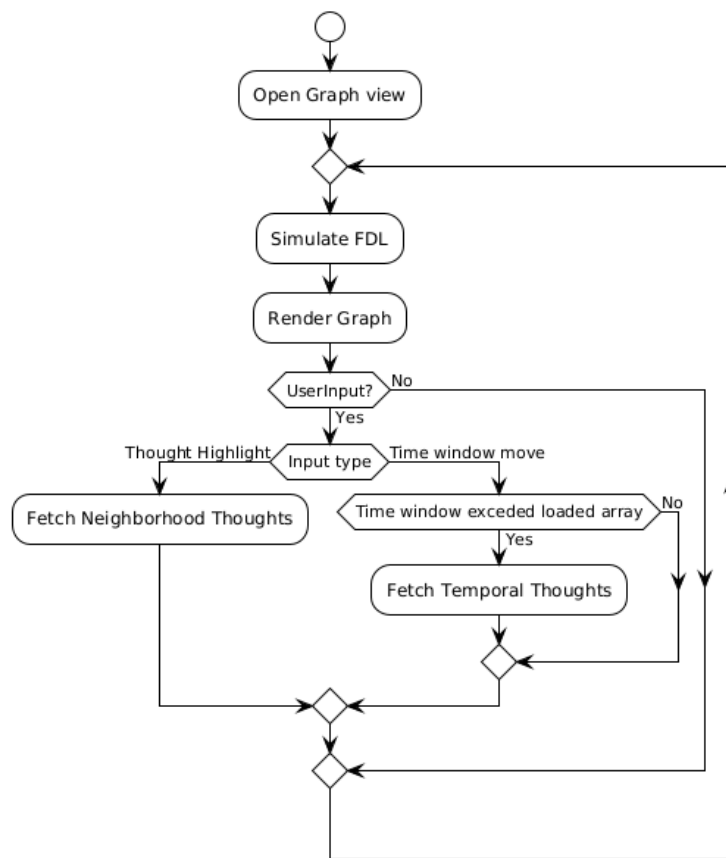 Open Graph view
Simulate FDL
Render Graph
UserInput?
No
Yes
Thought Highlight
Input type
Time window move
Fetch Neighborhood Thoughts
Time window exceded loaded array
No
Yes
Fetch Temporal Thoughts